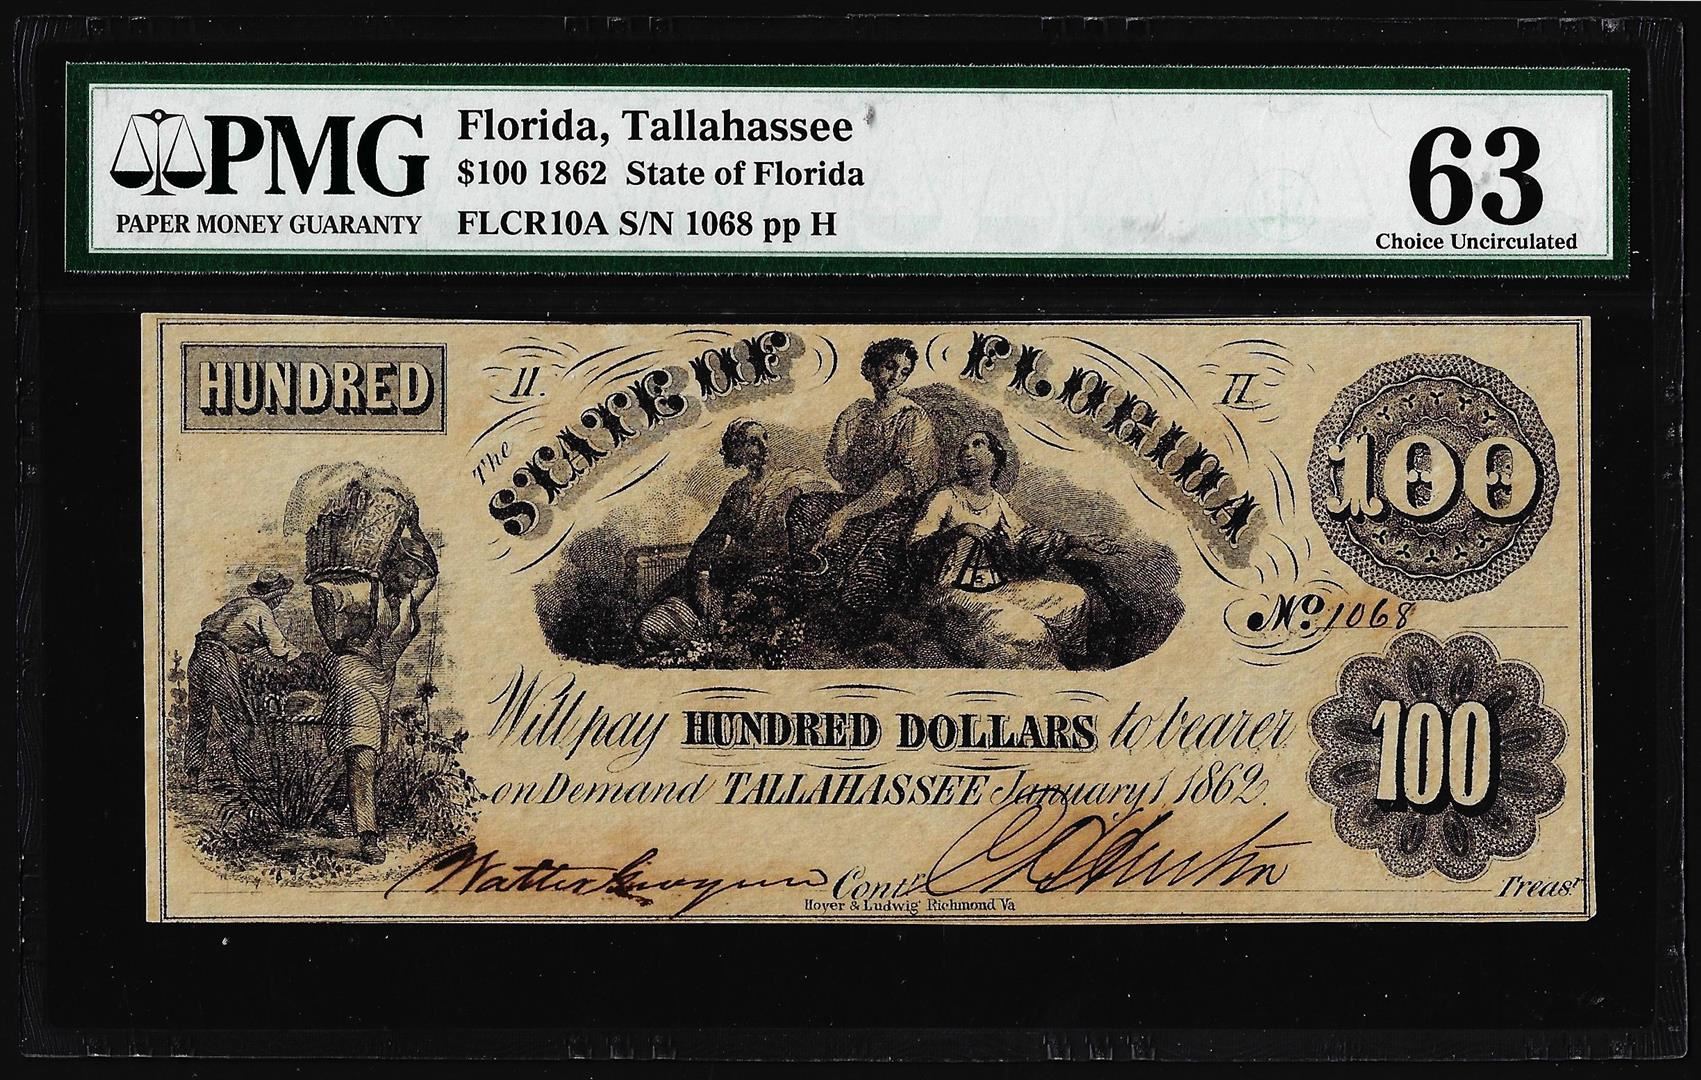 PMG
PAPER MONEY GUARANTY
Florida, Tallahassee
$100 1862 State of Florida
FLCR10A S/N 1068 pp H
63
Choice Uncirculated
HUNDRED
H.
The STATE OF FLORIDA
H
100
No. 1068
Will pay HUNDRED DOLLARS to bearer
on Demand TALLAHASSEE January 1, 1862.
100
Walter Gwynn Contr.
Treasr.
Hoyer & Ludwig Richmond Va